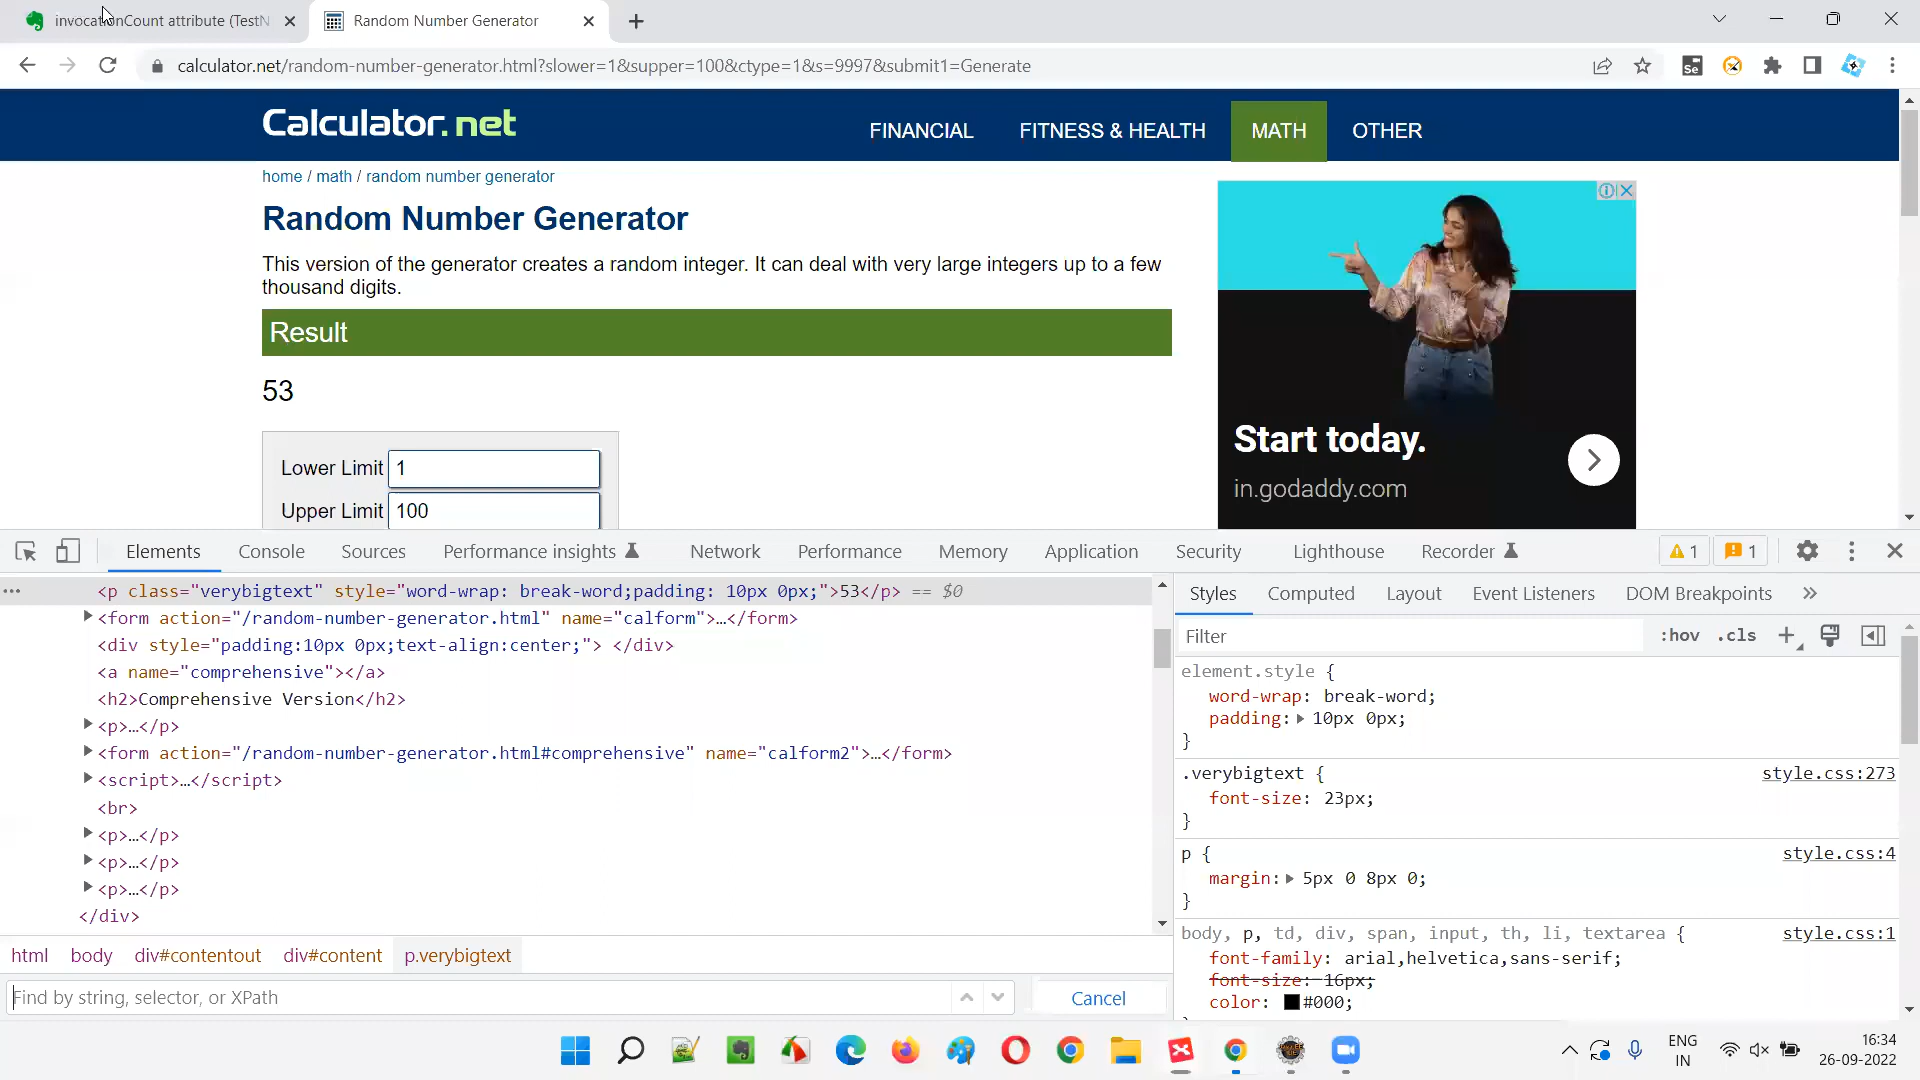 invocationCount attribute (TestN
Random Number Generator
calculator.net/random-number-generator.html?slower=1&supper=100&ctype=1&s=9997&submit1=Generate
Calculator.net
FINANCIAL
FITNESS & HEALTH
MATH
OTHER
home / math / random number generator
Random Number Generator
This version of the generator creates a random integer. It can deal with very large integers up to a few
thousand digits.
Result
53
Lower Limit 1
Upper Limit 100
Start today.
in.godaddy.com
Elements
Console
Sources
Performance insights
Network
Performance
Memory
Application
Security
Lighthouse
Recorder
1
1
<p class="verybigtext" style="word-wrap: break-word;padding: 10px 0px;">53</p> == $0
<form action="/random-number-generator.html" name="calform">…</form>
<div style="padding:10px 0px;text-align:center;"> </div>
<a name="comprehensive"></a>
<h2>Comprehensive Version</h2>
<p>…</p>
<form action="/random-number-generator.html#comprehensive" name="calform2">…</form>
<script>…</script>
<br>
<p>…</p>
<p>…</p>
<p>…</p>
</div>
html
body
div#contentout
div#content
p.verybigtext
Find by string, selector, or XPath
Cancel
Styles
Computed
Layout
Event Listeners
DOM Breakpoints
Filter
:hov
.cls
element.style {
word-wrap: break-word;
padding: 10px 0px;
}
.verybigtext {
style.css:273
font-size: 23px;
}
p {
style.css:4
margin: 5px 0 8px 0;
}
body, p, td, div, span, input, th, li, textarea {
style.css:1
font-family: arial,helvetica,sans-serif;
font-size: 16px;
color: #000;
ENG
IN
16:34
26-09-2022